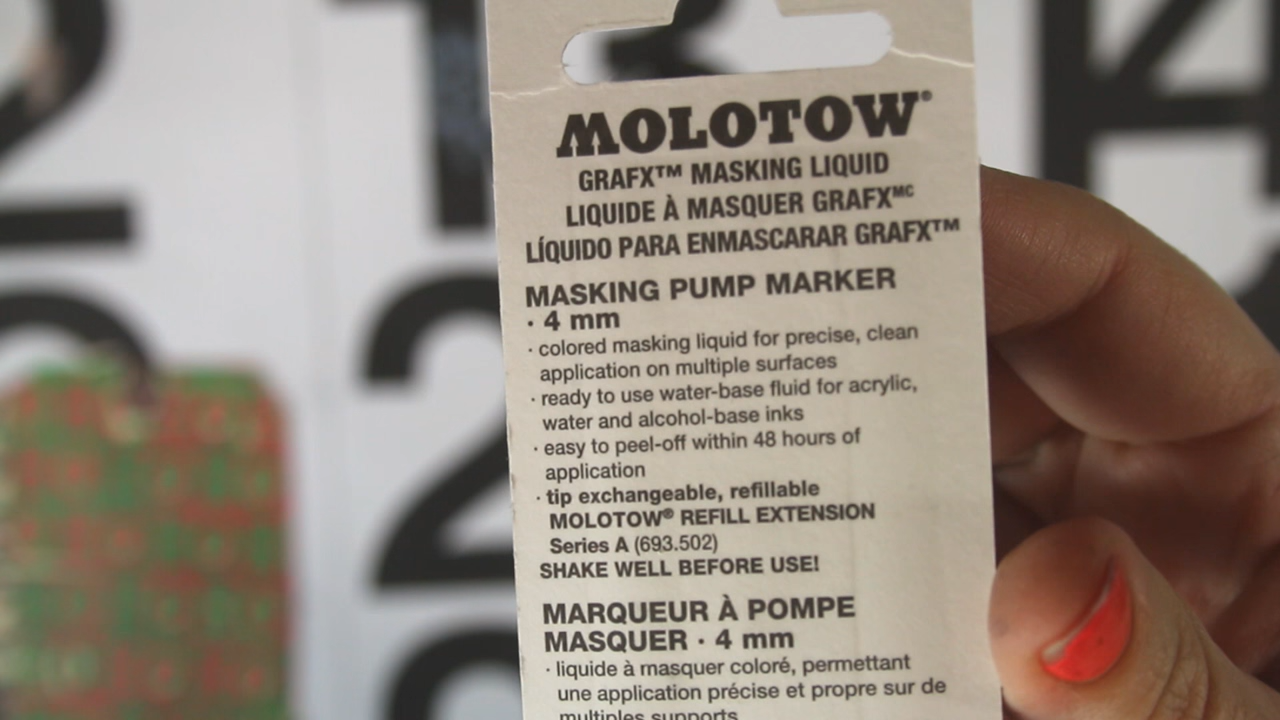 MOLOTOW®
GRAFX™ MASKING LIQUID
LIQUIDE À MASQUER GRAFXᴹᶜ
LÍQUIDO PARA ENMASCARAR GRAFX™
MASKING PUMP MARKER
· 4 mm
· colored masking liquid for precise, clean
application on multiple surfaces
· ready to use water-base fluid for acrylic,
water and alcohol-base inks
· easy to peel-off within 48 hours of
application
· tip exchangeable, refillable
MOLOTOW® REFILL EXTENSION
Series A (693.502)
SHAKE WELL BEFORE USE!
MARQUEUR À POMPE
MASQUER · 4 mm
· liquide à masquer coloré, permettant
une application précise et propre sur de
multiples supports